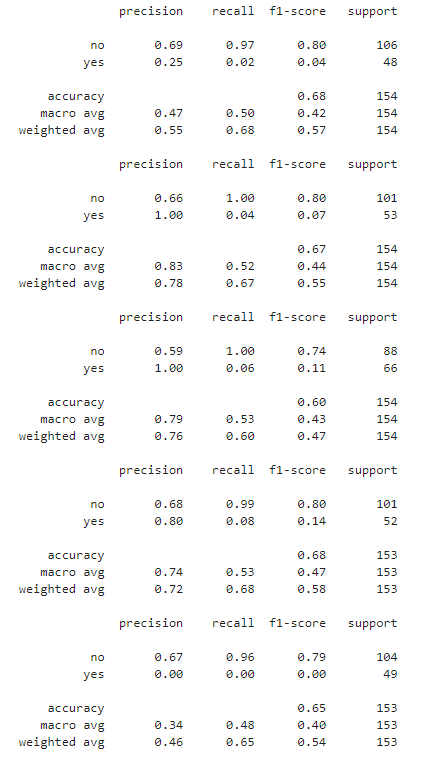 precision recall f1-score support
no 0.69 0.97 0.80 106
yes 0.25 0.02 0.04 48
accuracy 0.68 154
macro avg 0.47 0.50 0.42 154
weighted avg 0.55 0.68 0.57 154
precision recall f1-score support
no 0.66 1.00 0.80 101
yes 1.00 0.04 0.07 53
accuracy 0.67 154
macro avg 0.83 0.52 0.44 154
weighted avg 0.78 0.67 0.55 154
precision recall f1-score support
no 0.59 1.00 0.74 88
yes 1.00 0.06 0.11 66
accuracy 0.60 154
macro avg 0.79 0.53 0.43 154
weighted avg 0.76 0.60 0.47 154
precision recall f1-score support
no 0.68 0.99 0.80 101
yes 0.80 0.08 0.14 52
accuracy 0.68 153
macro avg 0.74 0.53 0.47 153
weighted avg 0.72 0.68 0.58 153
precision recall f1-score support
no 0.67 0.96 0.79 104
yes 0.00 0.00 0.00 49
accuracy 0.65 153
macro avg 0.34 0.48 0.40 153
weighted avg 0.46 0.65 0.54 153